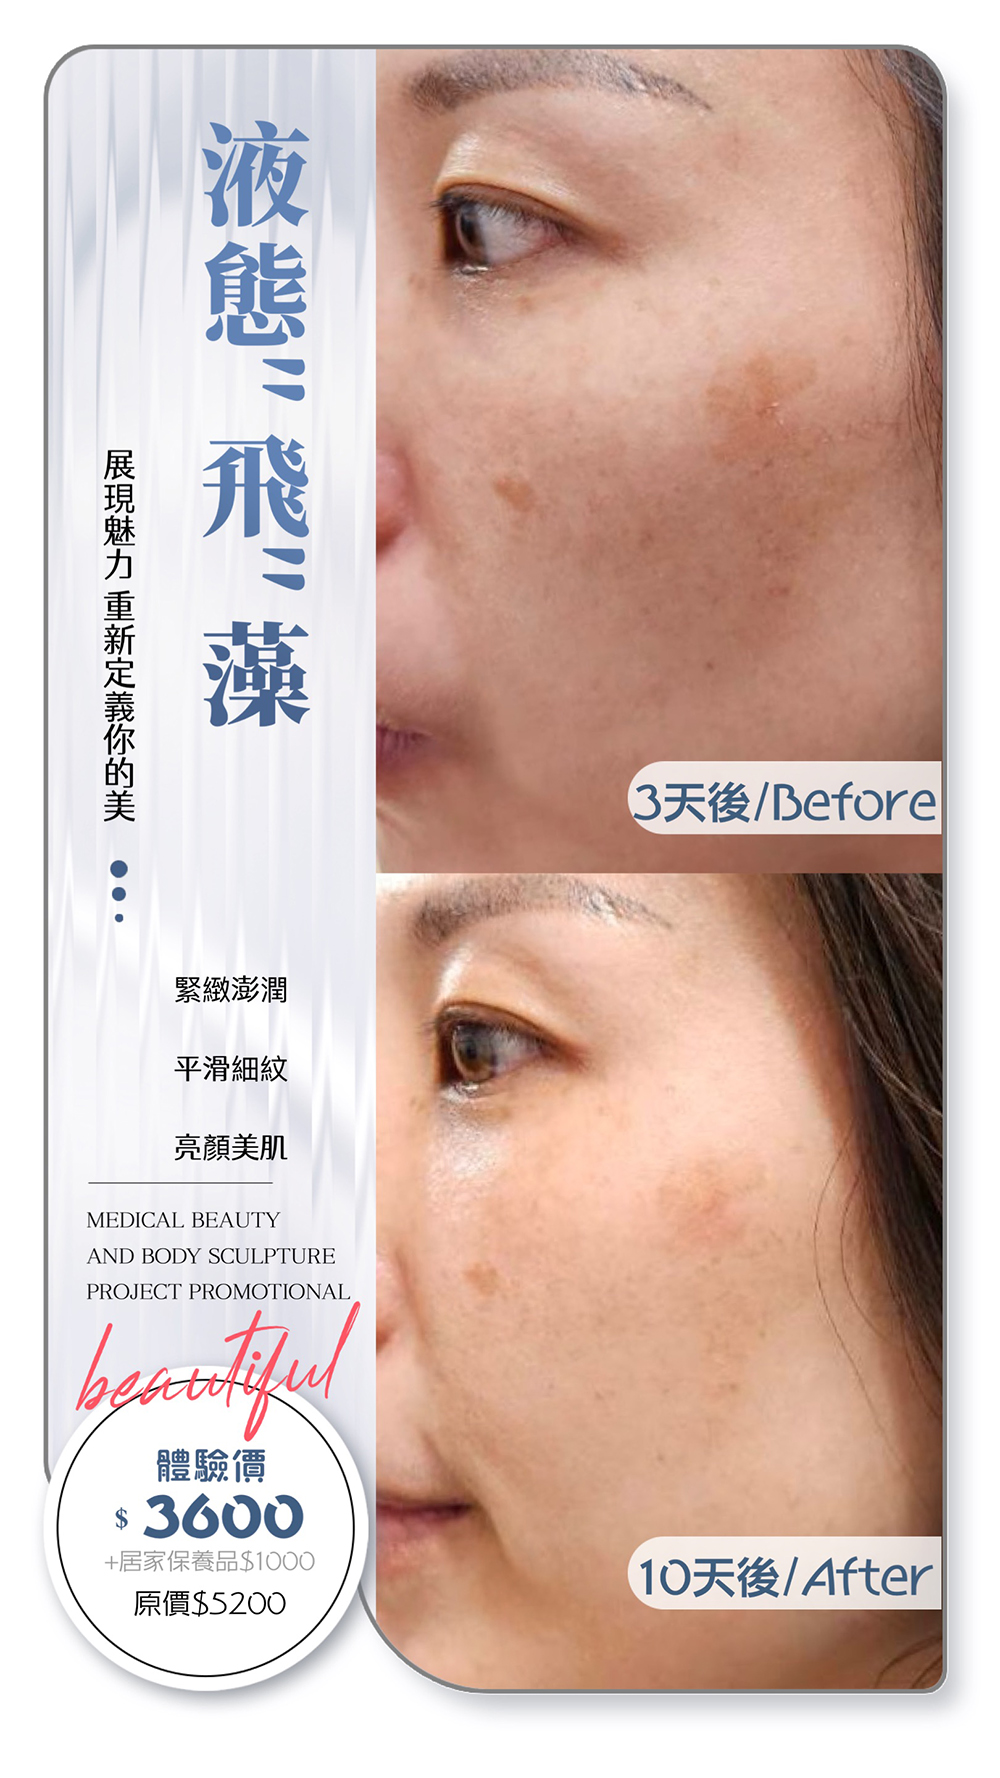 液態飛藻
展現魅力 重新定義你的美
緊緻澎潤
平滑細紋
亮顏美肌
MEDICAL BEAUTY
AND BODY SCULPTURE
PROJECT PROMOTIONAL
beautiful
體驗價
$ 3600
+居家保養品$1000
原價$5200
3天後/Before
10天後/After